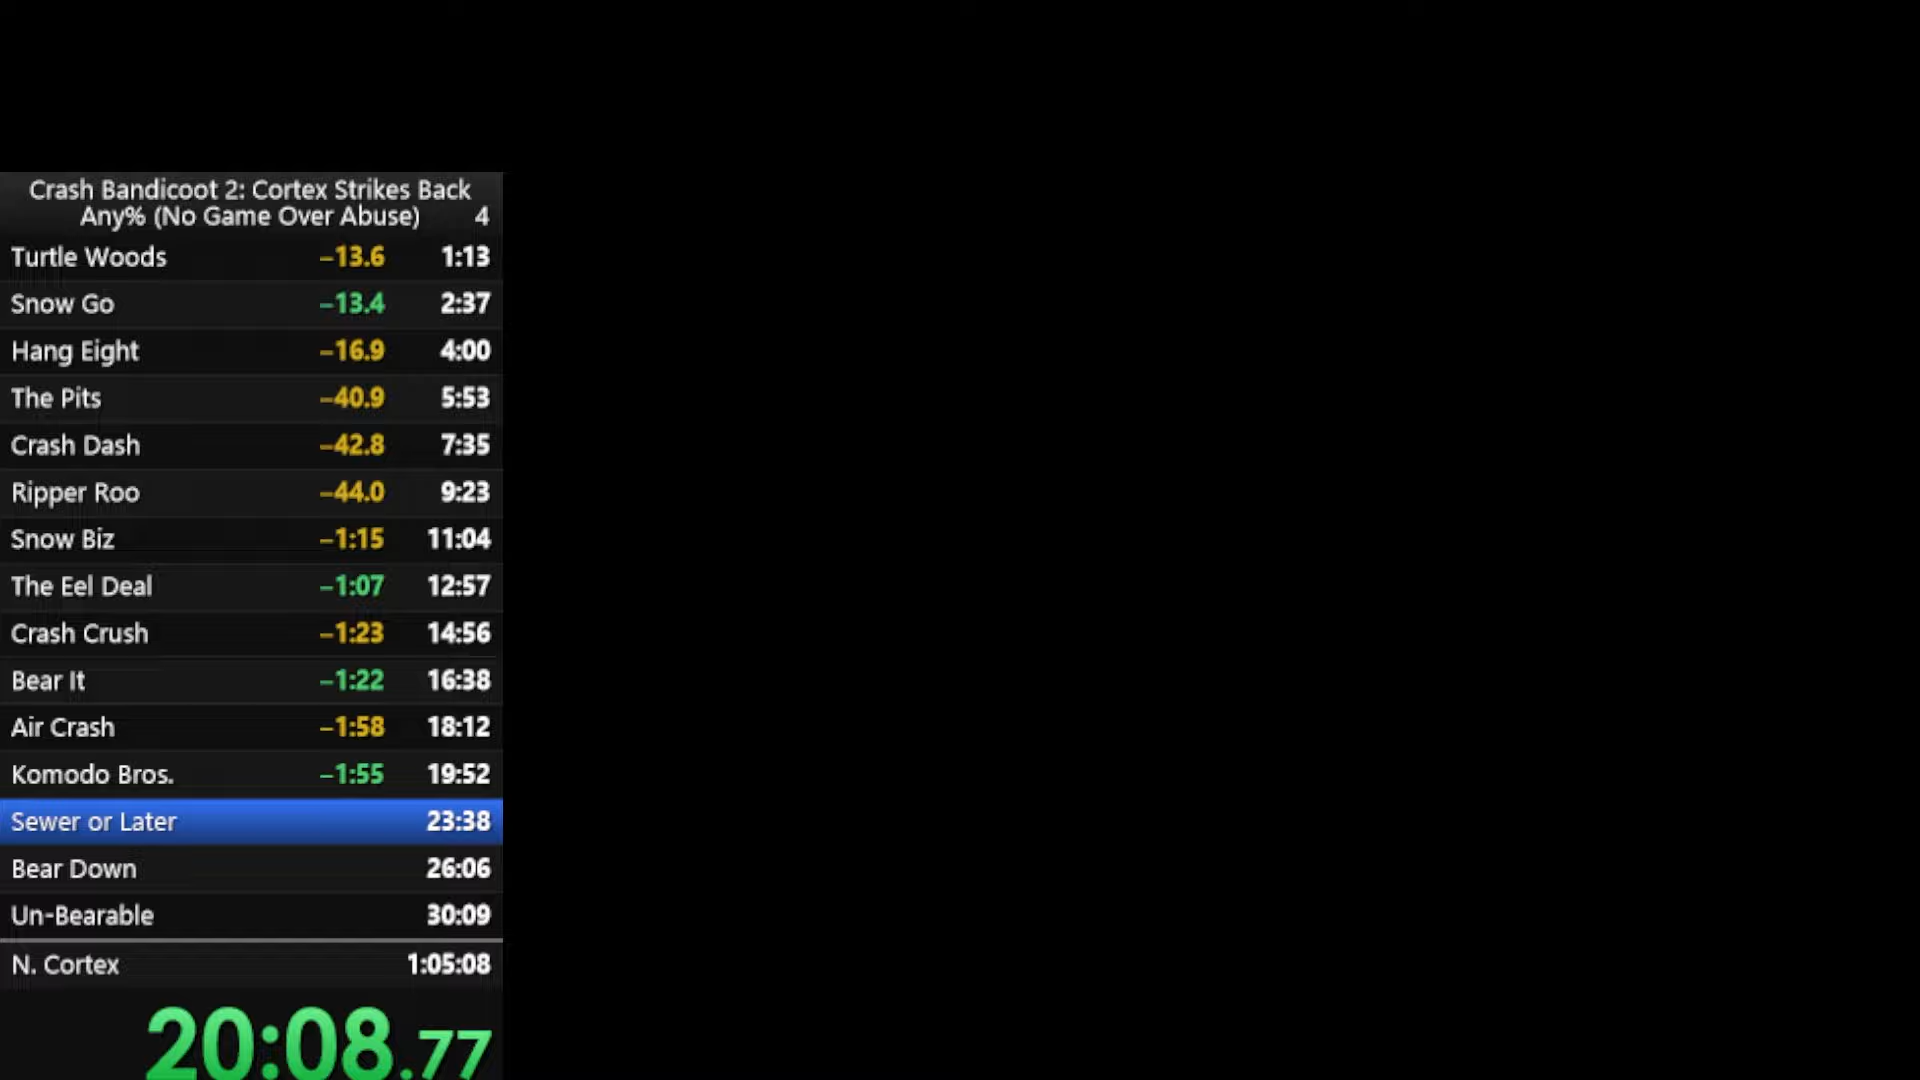 Crash Bandicoot 2: Cortex Strikes Back
Any% (No Game Over Abuse) 4
Turtle Woods −13.6 1:13
Snow Go −13.4 2:37
Hang Eight −16.9 4:00
The Pits −40.9 5:53
Crash Dash −42.8 7:35
Ripper Roo −44.0 9:23
Snow Biz −1:15 11:04
The Eel Deal −1:07 12:57
Crash Crush −1:23 14:56
Bear It −1:22 16:38
Air Crash −1:58 18:12
Komodo Bros. −1:55 19:52
Sewer or Later 23:38
Bear Down 26:06
Un-Bearable 30:09
N. Cortex 1:05:08
20:08.77